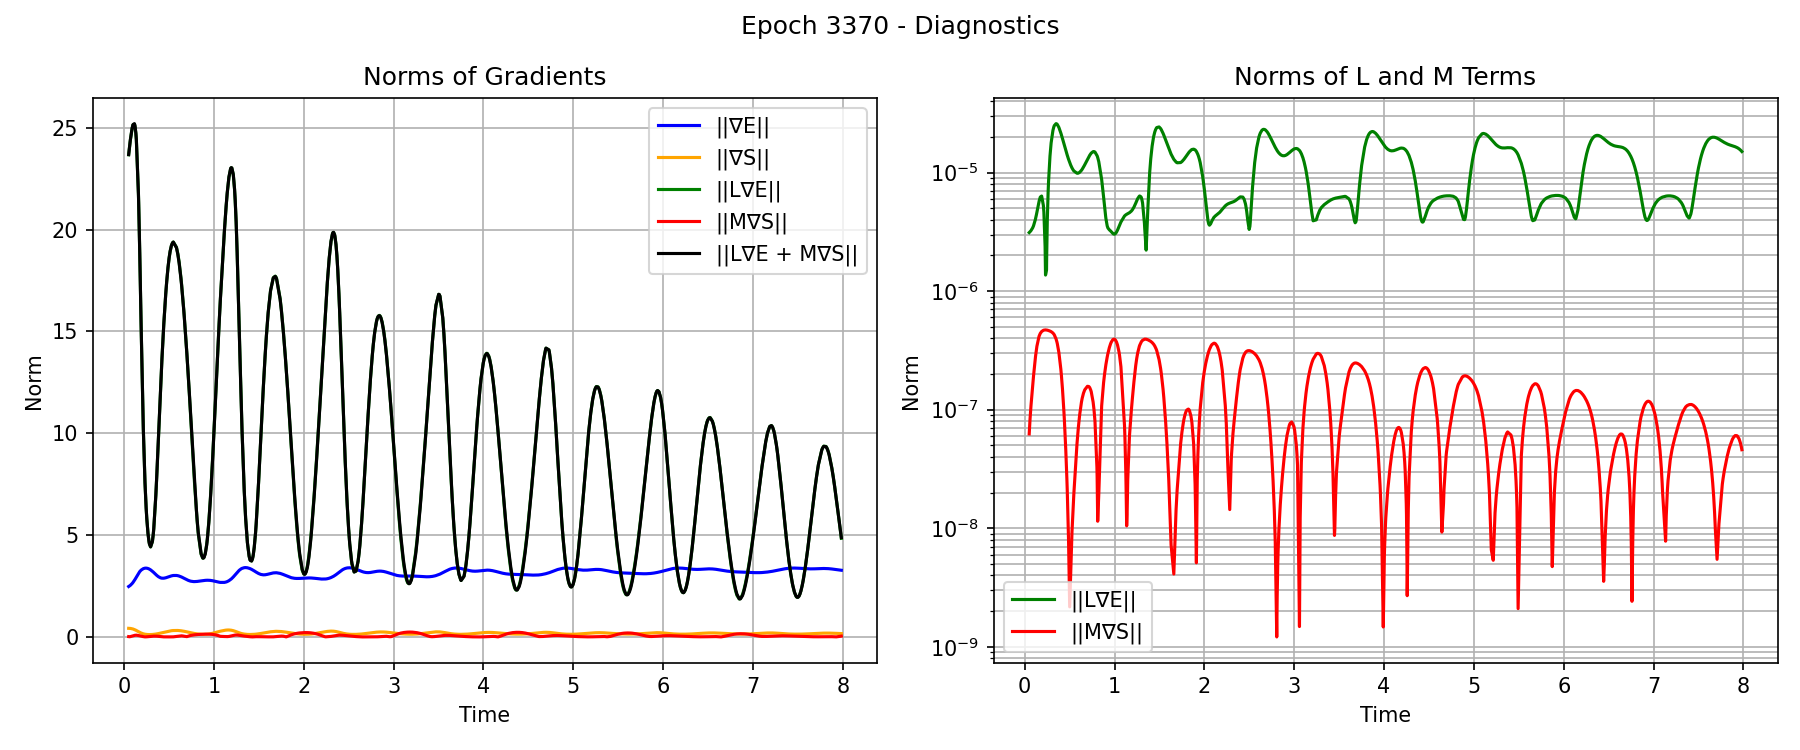 Epoch 3370 - Diagnostics
Norms of Gradients
25
20
15
10
5
0
Norm
0 1 2 3 4 5 6 7 8
Time
||∇E||
||∇S||
||L∇E||
||M∇S||
||L∇E + M∇S||
Norms of L and M Terms
10⁻⁵
10⁻⁶
10⁻⁷
10⁻⁸
10⁻⁹
Norm
0 1 2 3 4 5 6 7 8
Time
||L∇E||
||M∇S||